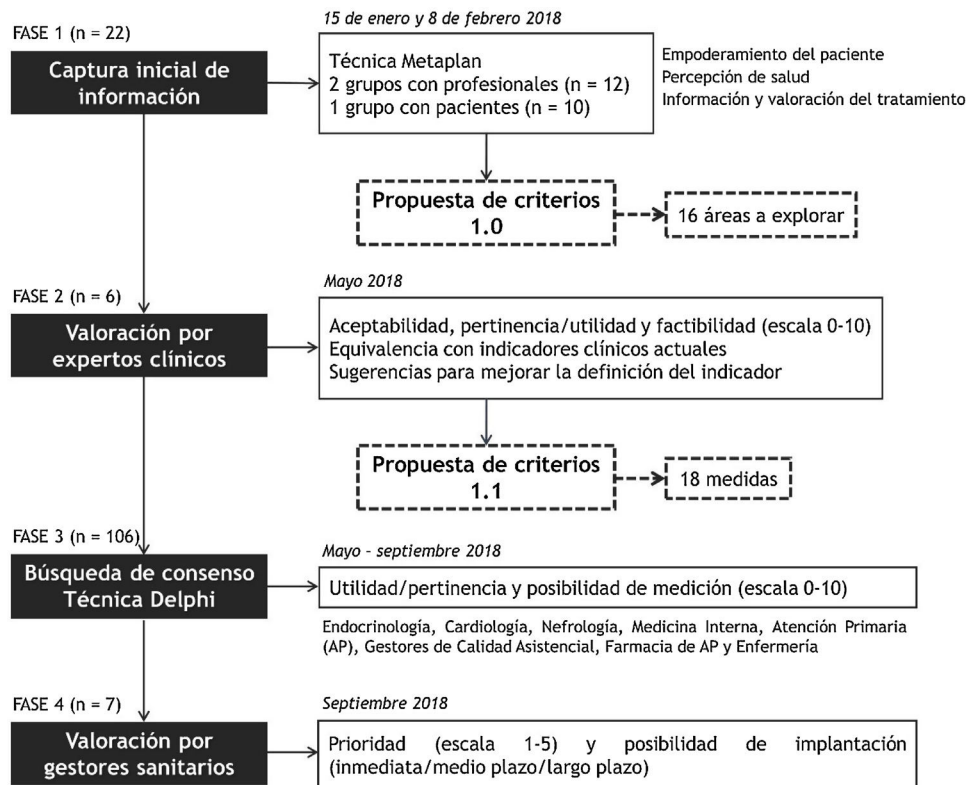 15 de enero y 8 de febrero 2018
FASE 1 (n = 22)
Captura inicial de
información
Técnica Metaplan
2 grupos con profesionales (n = 12)
1 grupo con pacientes (n = 10)
Empoderamiento del paciente
Percepción de salud
Información y valoración del tratamiento
Propuesta de criterios
1.0
16 áreas a explorar
FASE 2 (n = 6)
Mayo 2018
Valoración por
expertos clínicos
Aceptabilidad, pertinencia/utilidad y factibilidad (escala 0-10)
Equivalencia con indicadores clínicos actuales
Sugerencias para mejorar la definición del indicador
Propuesta de criterios
1.1
18 medidas
FASE 3 (n = 106)
Mayo - septiembre 2018
Búsqueda de consenso
Técnica Delphi
Utilidad/pertinencia y posibilidad de medición (escala 0-10)
Endocrinología, Cardiología, Nefrología, Medicina Interna, Atención Primaria
(AP), Gestores de Calidad Asistencial, Farmacia de AP y Enfermería
FASE 4 (n = 7)
Septiembre 2018
Valoración por
gestores sanitarios
Prioridad (escala 1-5) y posibilidad de implantación
(inmediata/medio plazo/largo plazo)